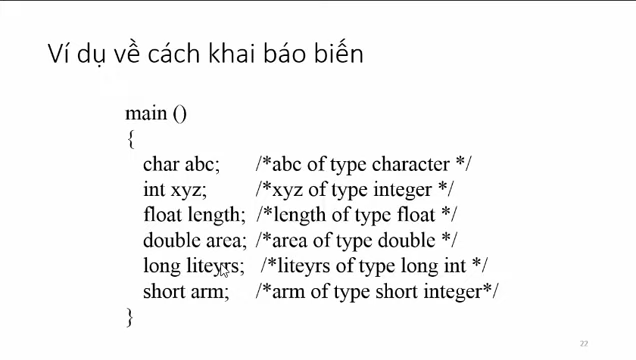 Ví dụ về cách khai báo biến
main ()
{
char abc; /*abc of type character */
int xyz; /*xyz of type integer */
float length; /*length of type float */
double area; /*area of type double */
long liteyrs; /*liteyrs of type long int */
short arm; /*arm of type short integer*/
}
22